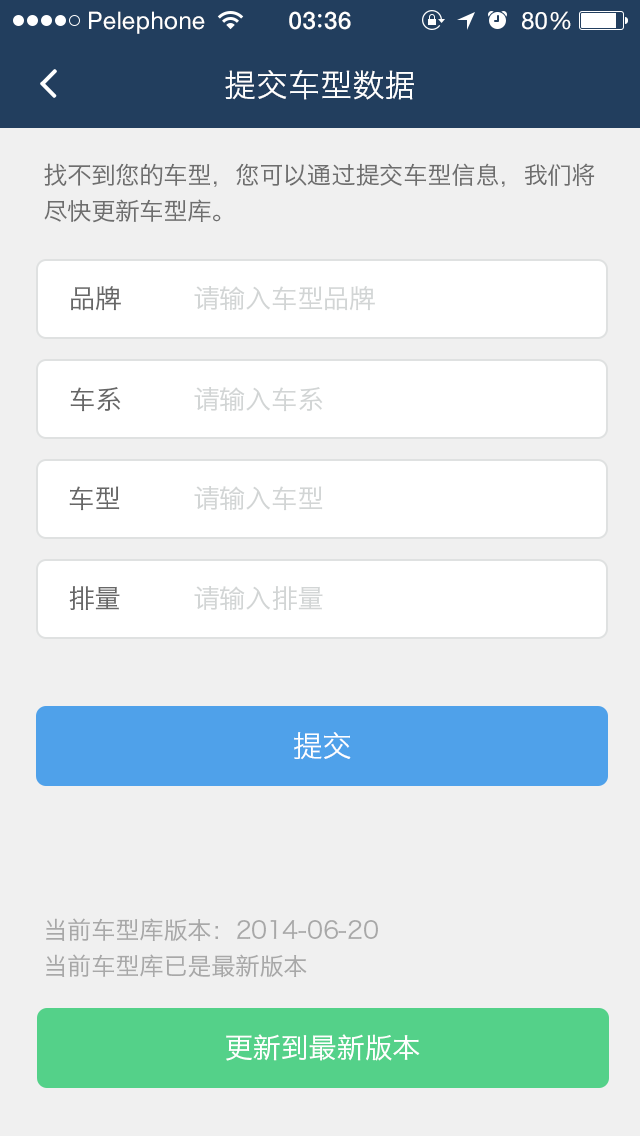 Pelephone 03:36 80%
提交车型数据
找不到您的车型，您可以通过提交车型信息，我们将
尽快更新车型库。
品牌 请输入车型品牌
车系 请输入车系
车型 请输入车型
排量 请输入排量
提交
当前车型库版本：2014-06-20
当前车型库已是最新版本
更新到最新版本